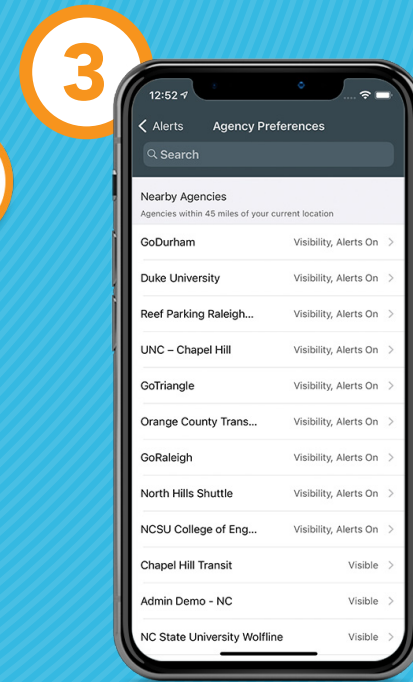 3
12:52
Alerts Agency Preferences
Search
Nearby Agencies
Agencies within 45 miles of your current location
GoDurham Visibility, Alerts On
Duke University Visibility, Alerts On
Reef Parking Raleigh... Visibility, Alerts On
UNC – Chapel Hill Visibility, Alerts On
GoTriangle Visibility, Alerts On
Orange County Trans... Visibility, Alerts On
GoRaleigh Visibility, Alerts On
North Hills Shuttle Visibility, Alerts On
NCSU College of Eng... Visibility, Alerts On
Chapel Hill Transit Visible
Admin Demo - NC Visible
NC State University Wolfline Visible